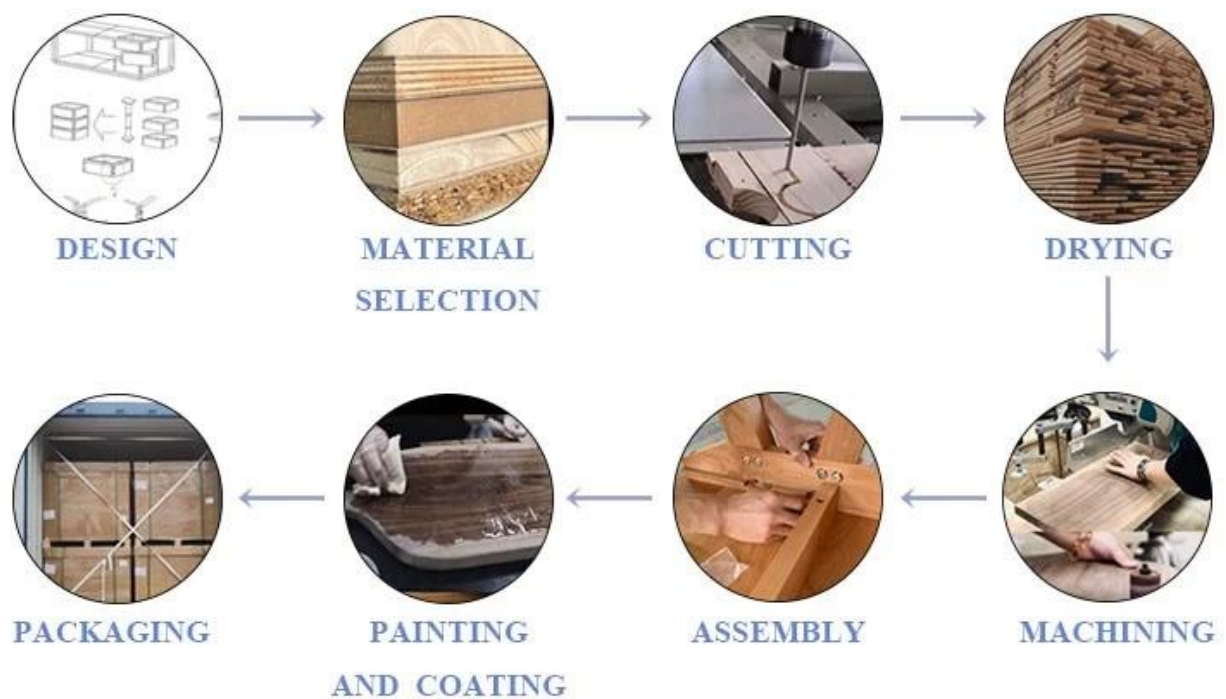 DESIGN
MATERIAL
SELECTION
CUTTING
DRYING
MACHINING
ASSEMBLY
PAINTING
AND COATING
PACKAGING